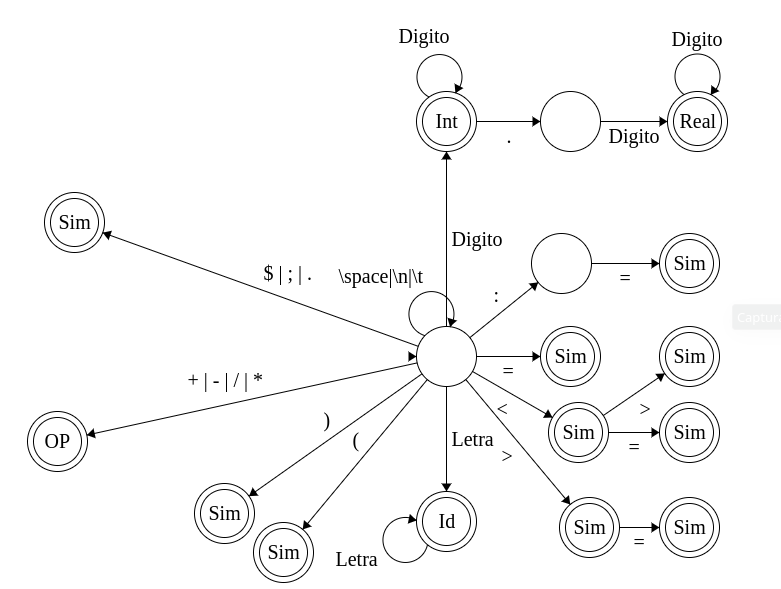 Digito
Digito
Int
.
Digito
Real
Sim
Digito
$ | ; | .
\space|\n|\t
:
=
Sim
=
Sim
Sim
+ | - | / | *
<
>
OP
)
(
Letra
>
Sim
=
Sim
Sim
Sim
Letra
Id
Sim
=
Sim